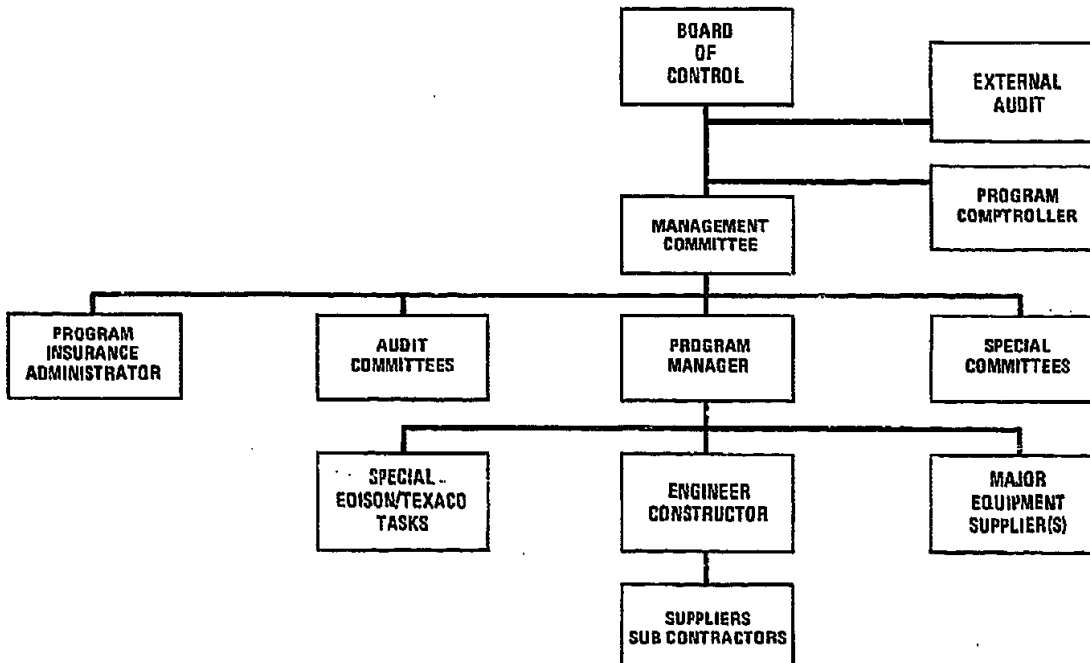 BOARD
OF
CONTROL
EXTERNAL
AUDIT
PROGRAM
COMPTROLLER
MANAGEMENT
COMMITTEE
PROGRAM
INSURANCE
ADMINISTRATOR
AUDIT
COMMITTEES
PROGRAM
MANAGER
SPECIAL
COMMITTEES
SPECIAL
EDISON/TEXACO
TASKS
ENGINEER
CONSTRUCTOR
MAJOR
EQUIPMENT
SUPPLIER(S)
SUPPLIERS
SUB CONTRACTORS